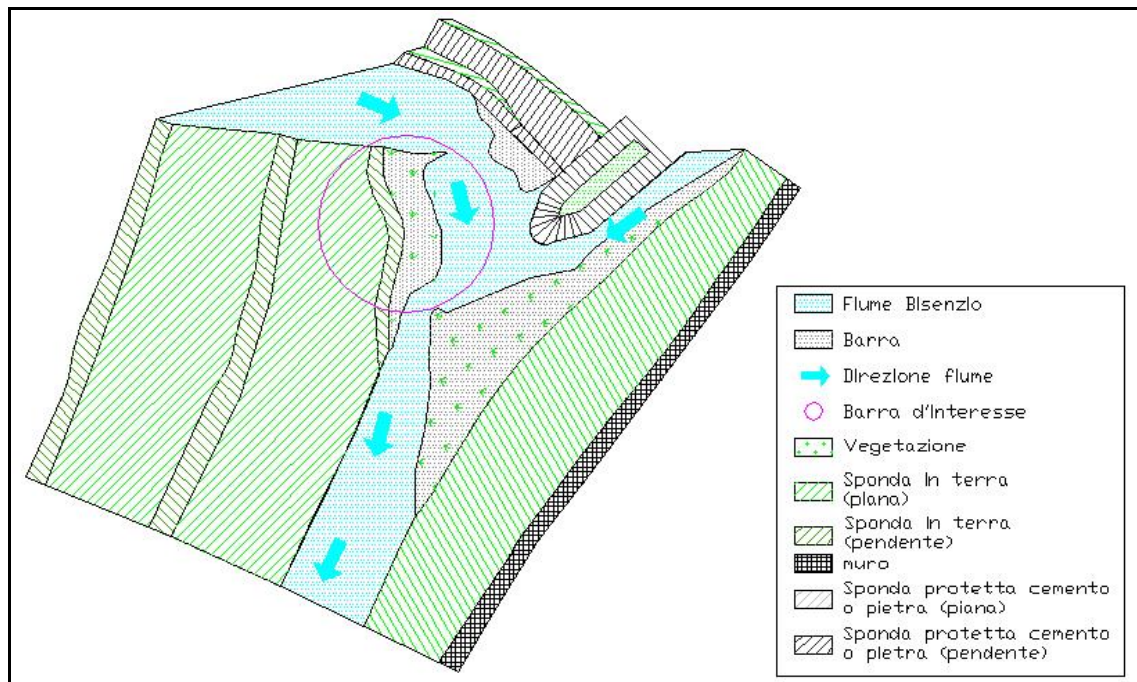 Fiume Bisenzio
Barra
Direzione fiume
Barra d'Interesse
Vegetazione
Sponda In terra
(piana)
Sponda In terra
(pendente)
muro
Sponda protetta cemento
o pietra (piana)
Sponda protetta cemento
o pietra (pendente)